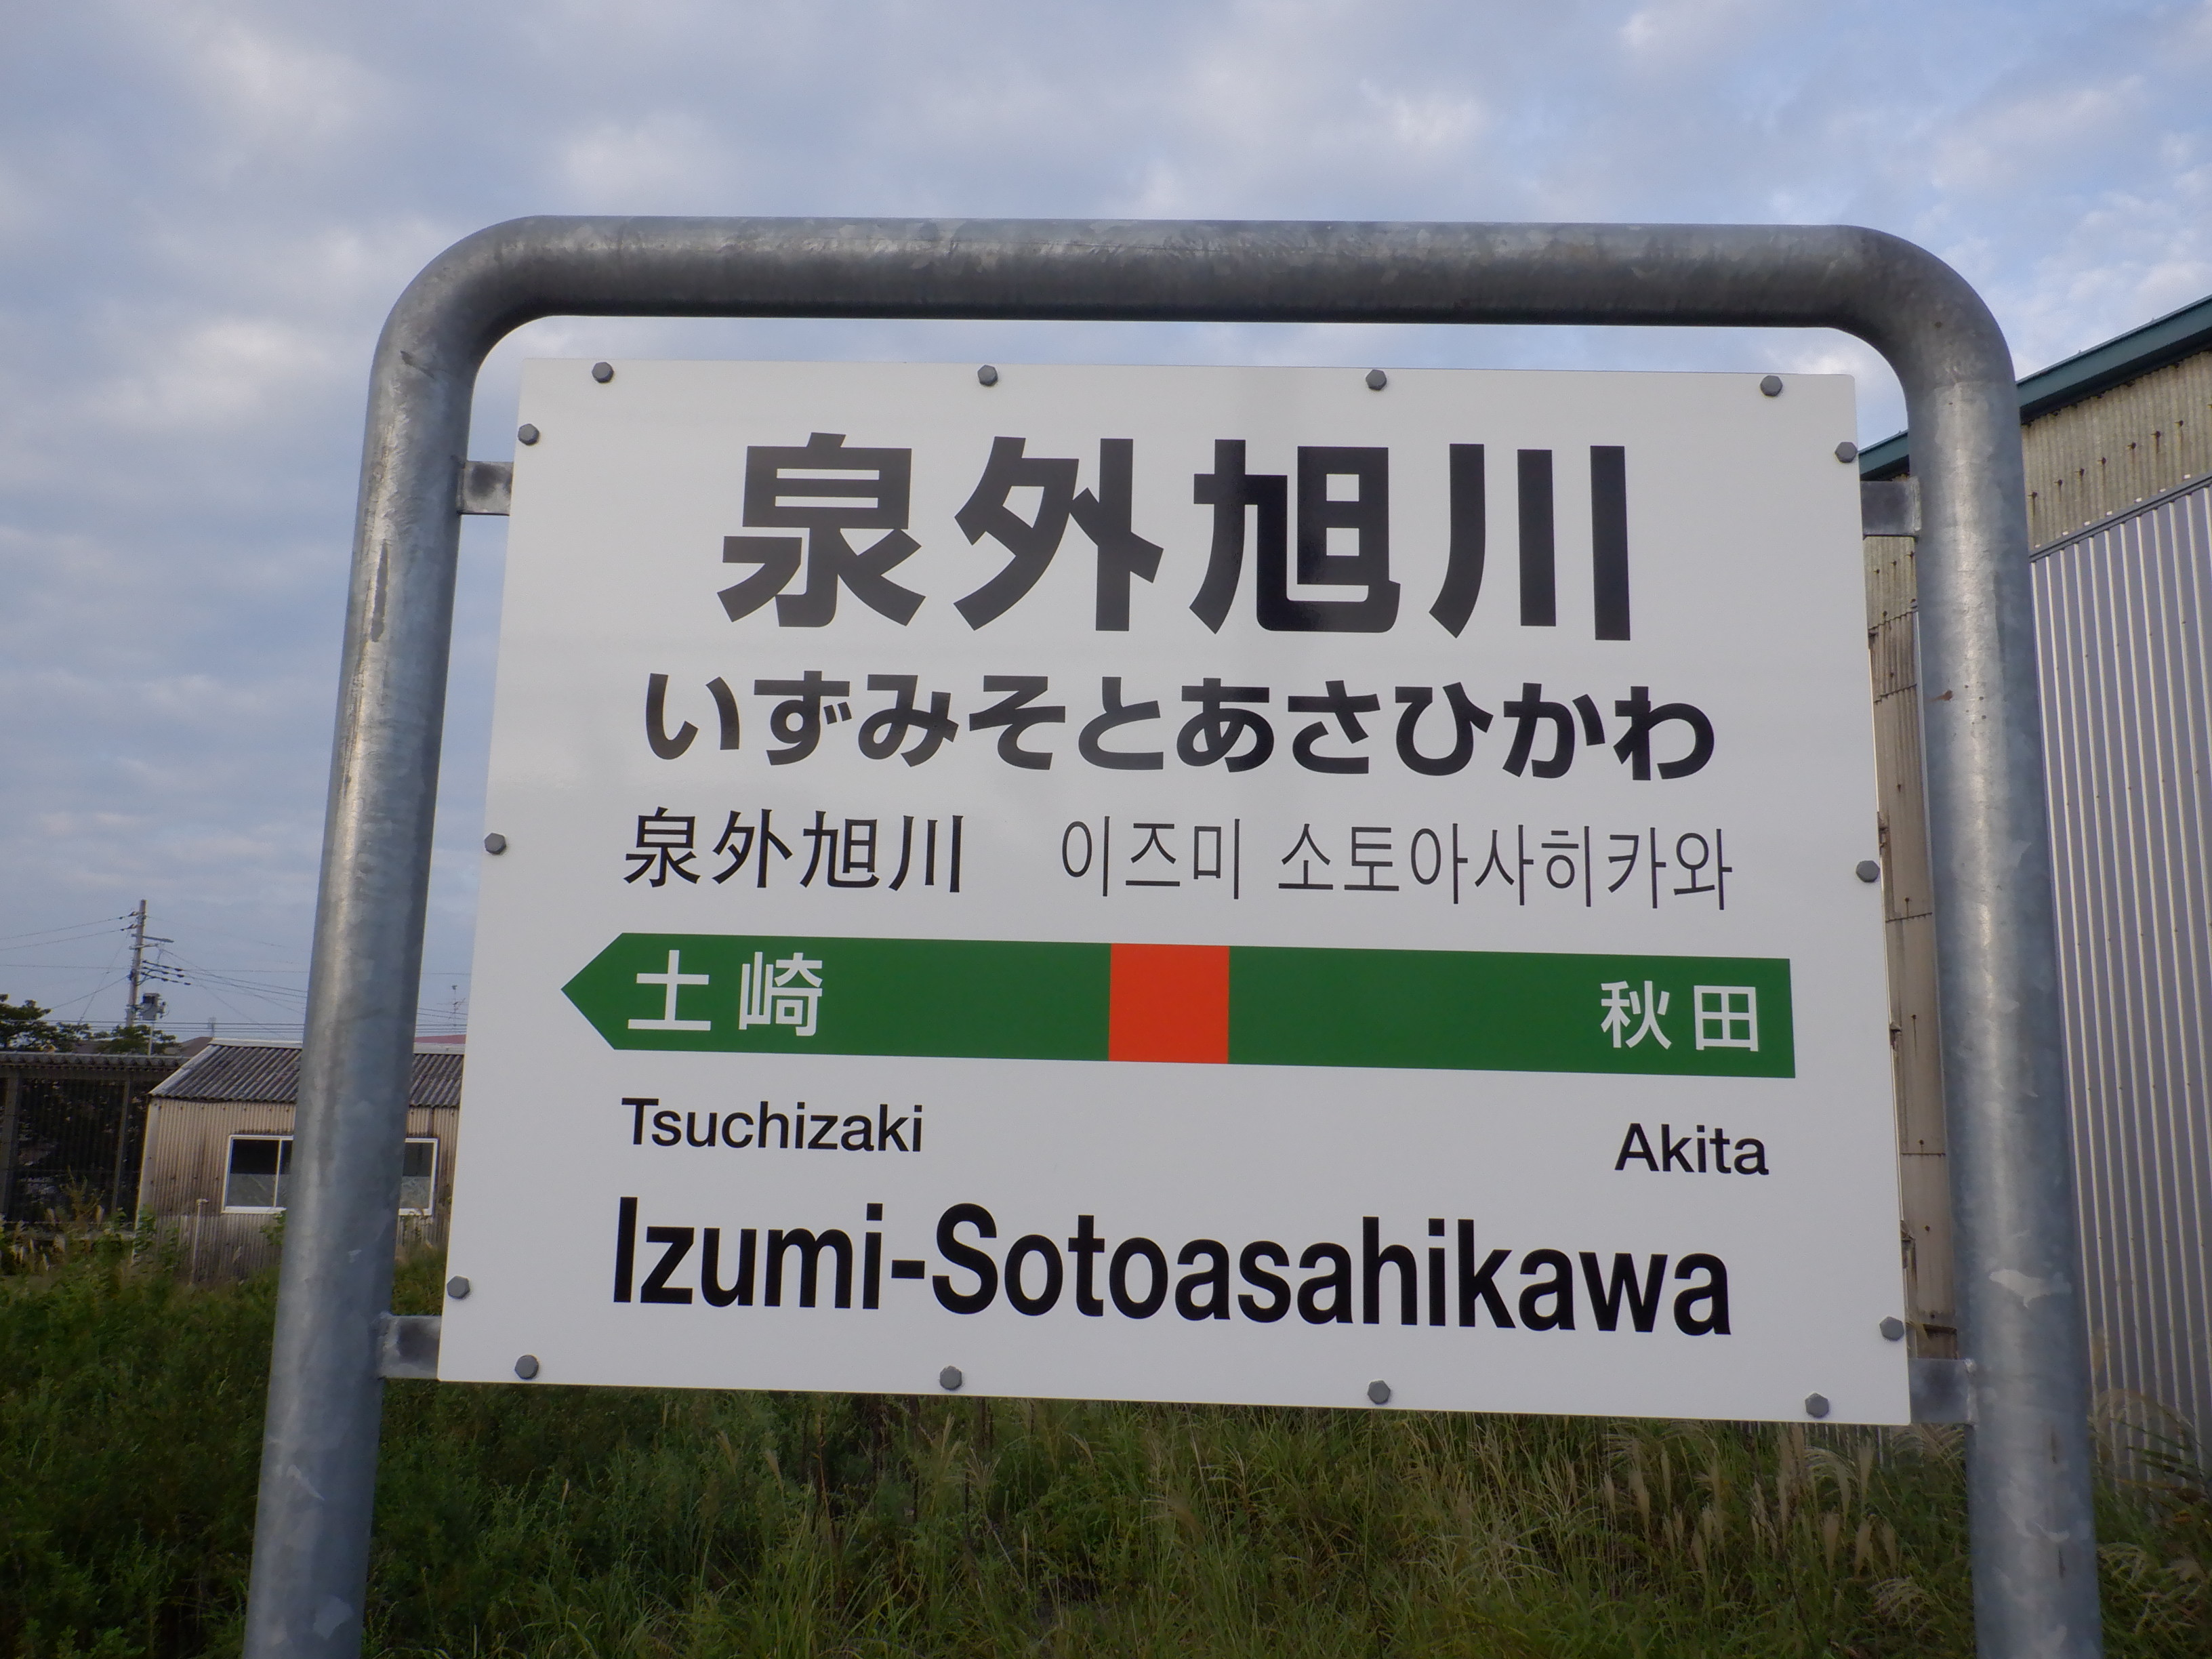 泉外旭川
いずみそとあさひかわ
泉外旭川 이즈미 소토아사히카와
土崎 秋田
Tsuchizaki Akita
Izumi-Sotoasahikawa